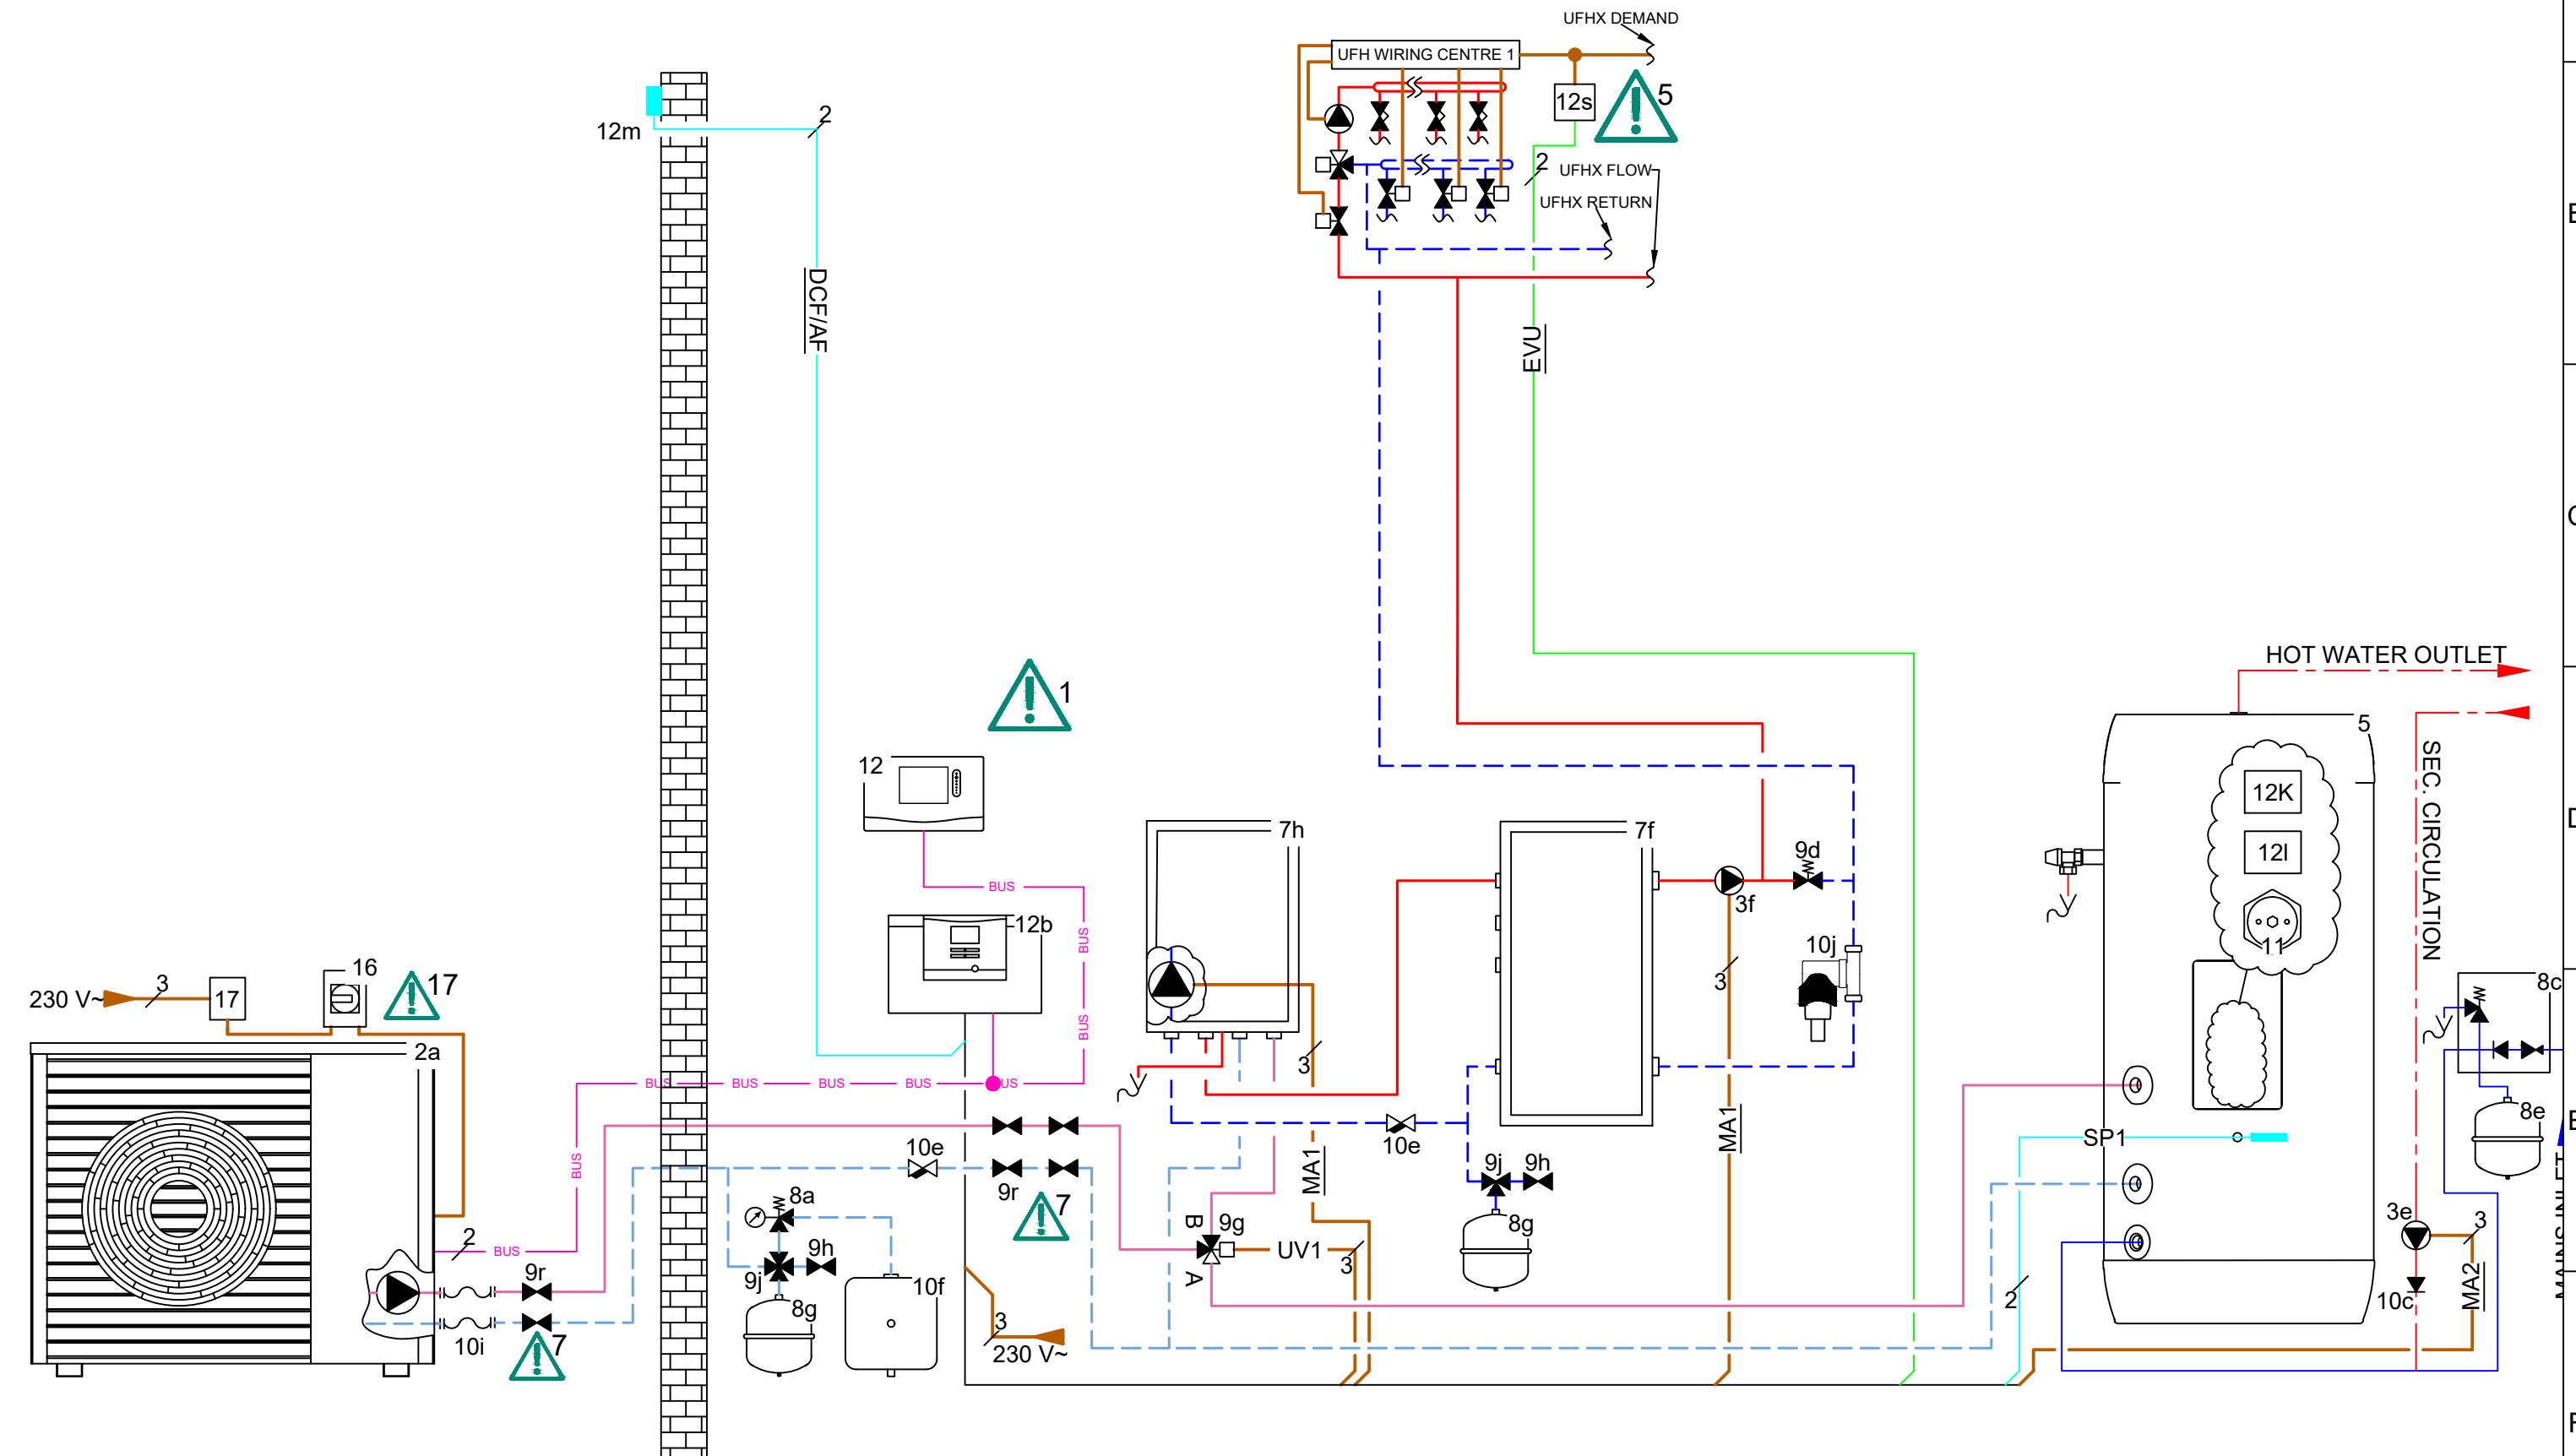 UFHX DEMAND
UFH WIRING CENTRE 1
12s
5
12m
2
2
UFHX FLOW
UFHX RETURN
DCF/AF
EVU
1
HOT WATER OUTLET
5
SEC. CIRCULATION
12
12K
12l
11
7h
7f
9d
3f
10j
BUS
BUS
BUS
12b
16
17
230 V~
3
17
2a
3
3
8c
8e
BUS
BUS
BUS
BUS
BUS
SP1
10e
10e
MA1
MA1
9j
9h
9r
7
8a
BUS
2
BUS
9r
B
9g
A
UV1
3
8g
3e
3
9h
9j
8g
10f
10i
7
3
230 V~
2
10c
MA2